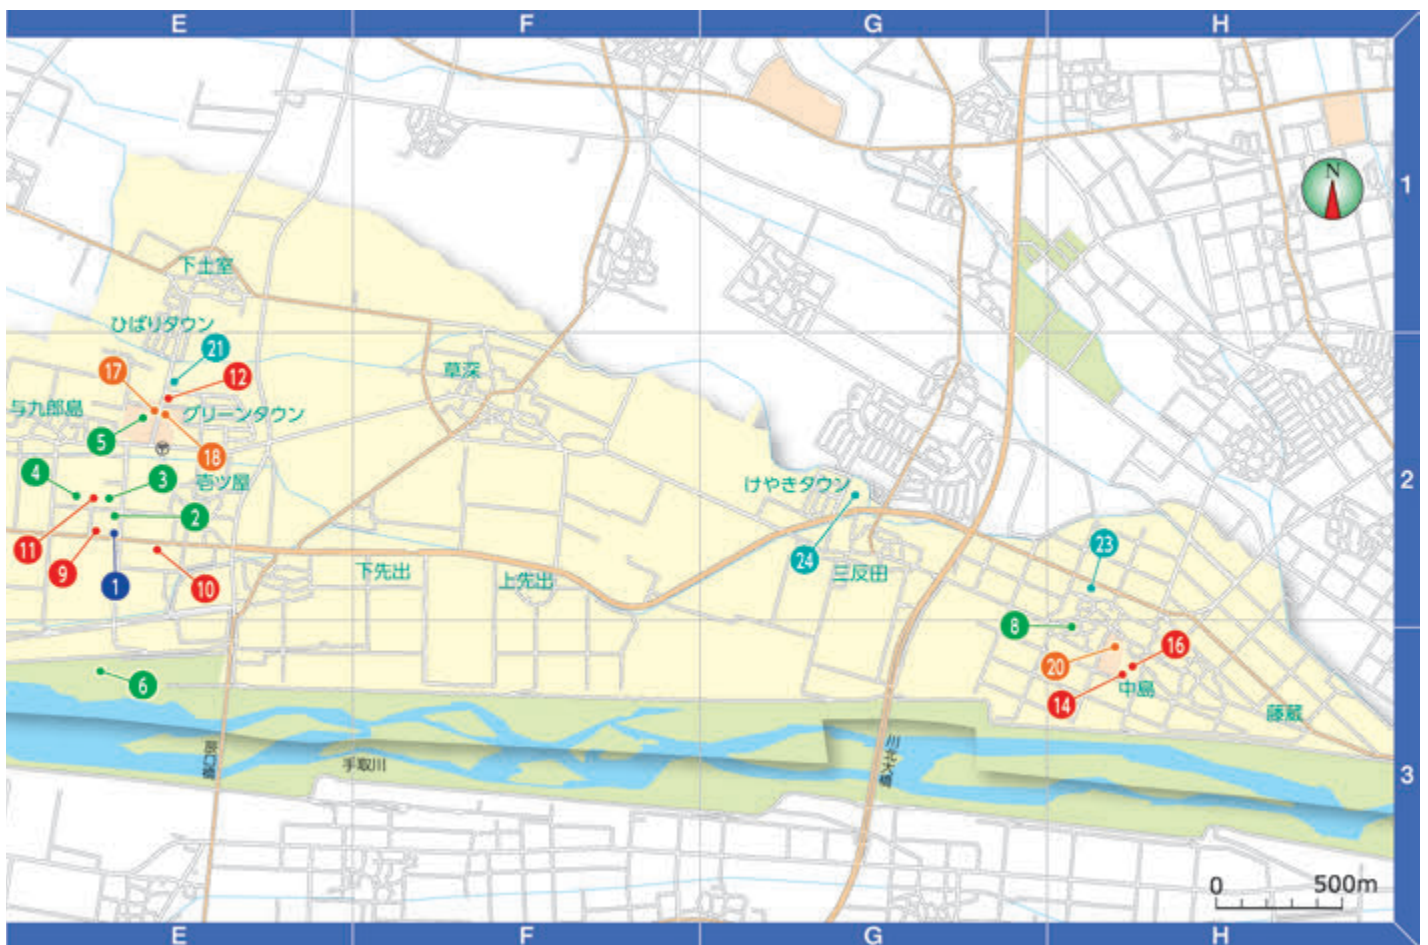 E
F
G
H
N
1
下土室
ひばりタウン
21
17
12
草深
与九郎島
グリーンタウン
5
18
4
3
壱ツ屋
けやきタウン
2
2
11
9
23
24
1
10
下先出
上先出
三反田
8
16
20
6
14
中島
藤蔵
手取川
川北大橋
3
0
500m
E
F
G
H